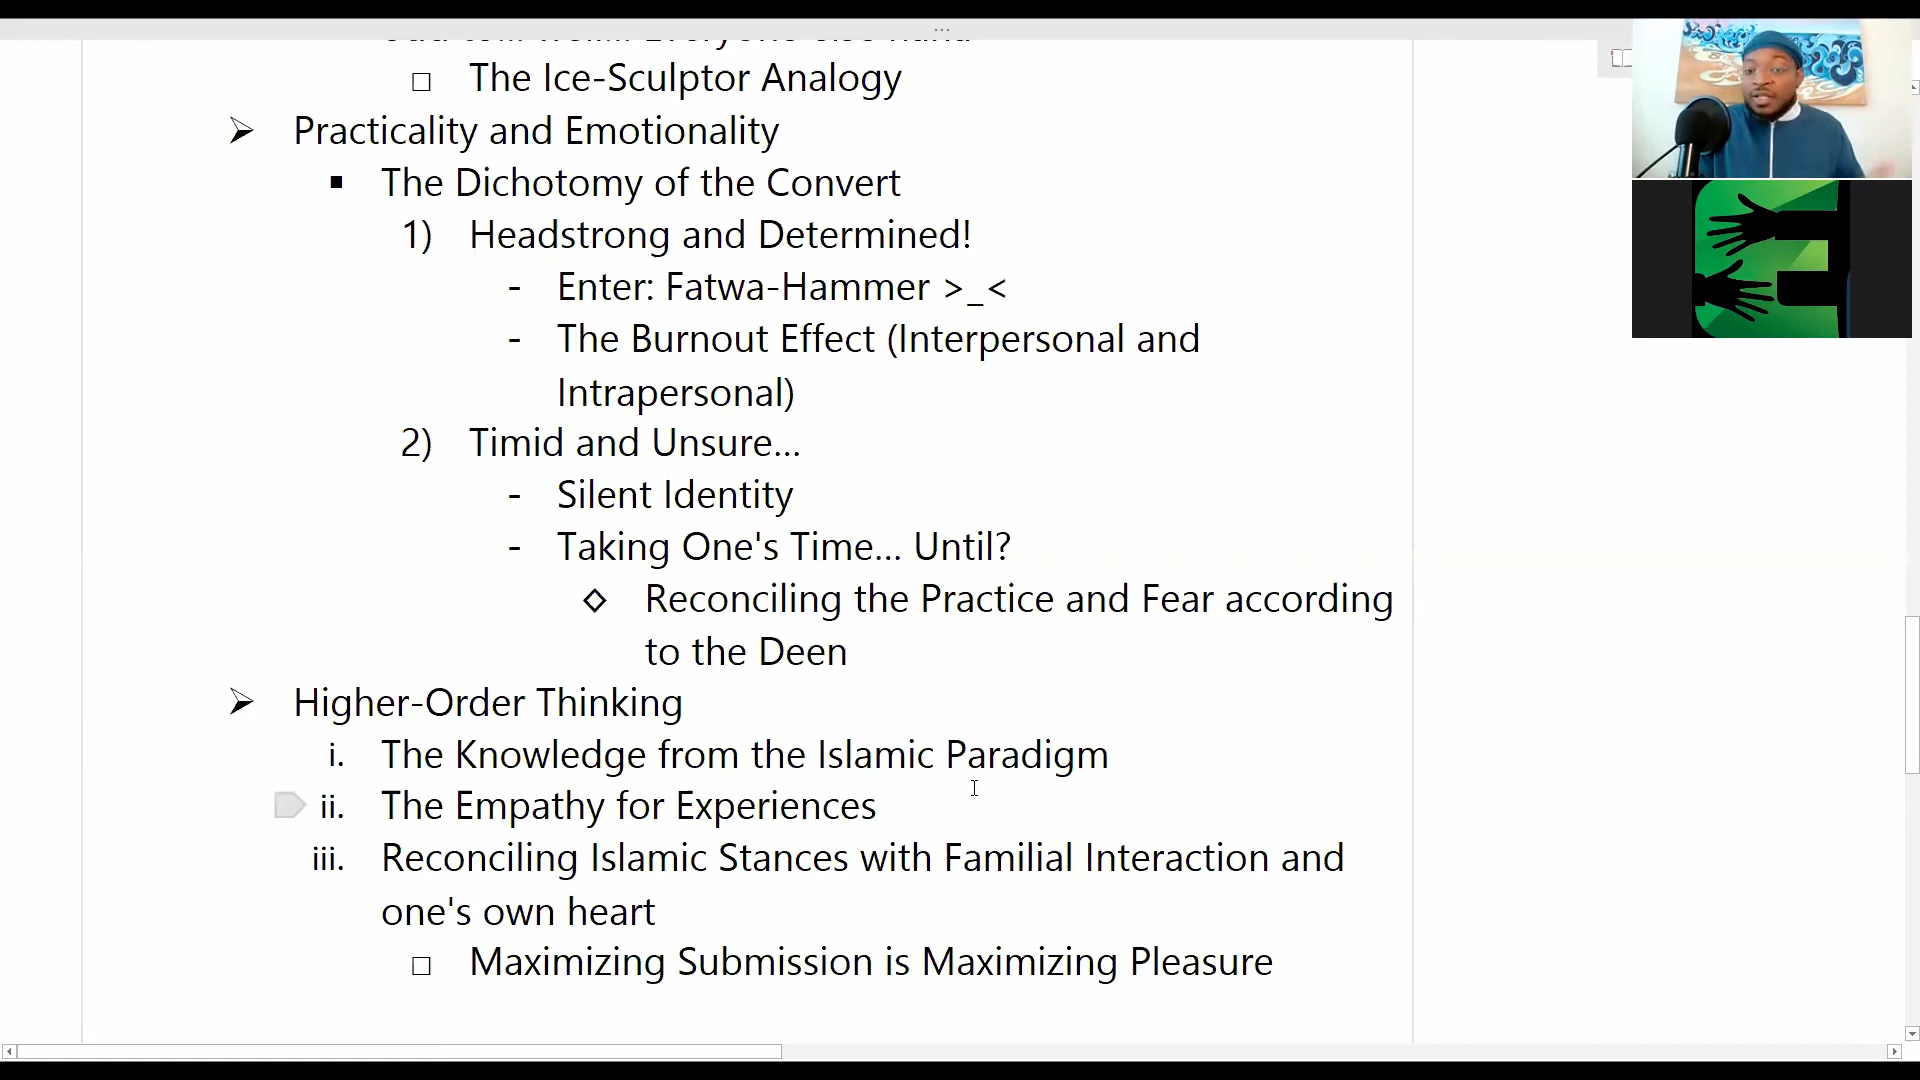 □ The Ice-Sculptor Analogy
➢ Practicality and Emotionality
▪ The Dichotomy of the Convert
1) Headstrong and Determined!
- Enter: Fatwa-Hammer >_<
- The Burnout Effect (Interpersonal and
Intrapersonal)
2) Timid and Unsure...
- Silent Identity
- Taking One's Time... Until?
◇ Reconciling the Practice and Fear according
to the Deen
➢ Higher-Order Thinking
i. The Knowledge from the Islamic Paradigm
ii. The Empathy for Experiences
iii. Reconciling Islamic Stances with Familial Interaction and
one's own heart
□ Maximizing Submission is Maximizing Pleasure